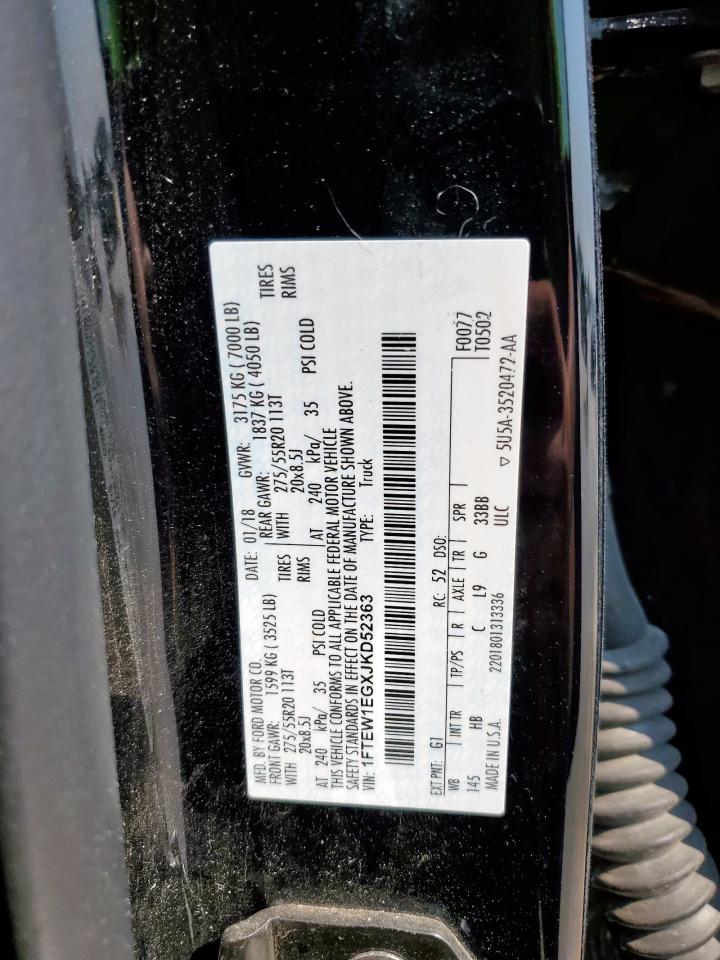 MFD. BY FORD MOTOR CO. DATE: 01/18 GVWR: 3175 KG ( 7000 LB)
FRONT GAWR: 1599 KG ( 3525 LB) REAR GAWR: 1837 KG ( 4050 LB)
WITH 275/55R20 113T TIRES WITH 275/55R20 113T TIRES
20x8.5J RIMS 20x8.5J RIMS
AT 240 kPa/ 35 PSI COLD AT 240 kPa/ 35 PSI COLD
THIS VEHICLE CONFORMS TO ALL APPLICABLE FEDERAL MOTOR VEHICLE
SAFETY STANDARDS IN EFFECT ON THE DATE OF MANUFACTURE SHOWN ABOVE.
VIN: 1FTEW1EGXJKD52363 TYPE: Truck
F0077
EXT PNT: G1 RC: 52 DSO: T0502
WB INT TR TP/PS R AXLE TR SPR
145 HB C L9 G 33BB
MADE IN U.S.A. 2201801313336 ULC ▽ 5U5A-3520472-AA